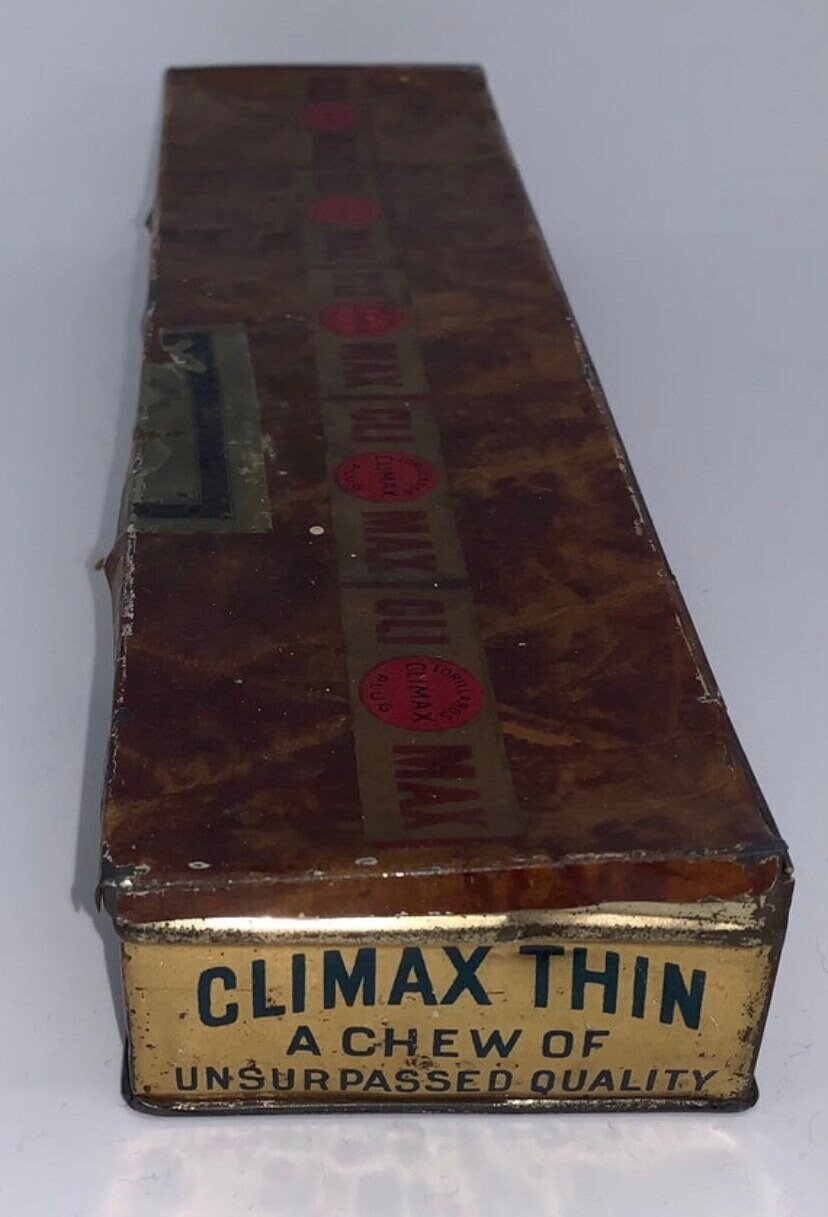 MAX
CLI
LORILLARD'S
CLIMAX
PLUG
MAX
CLI
LORILLARD'S
CLIMAX
PLUG
MAX
CLIMAX THIN
A CHEW OF
UNSURPASSED QUALITY